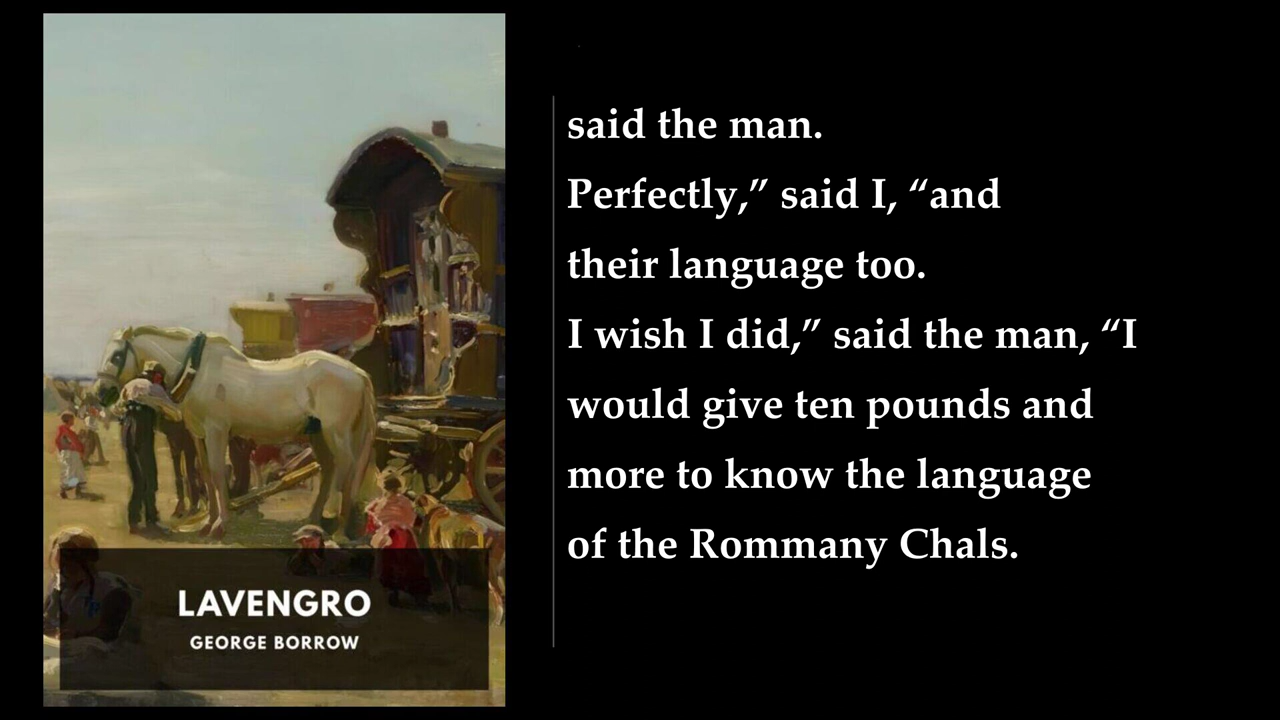 LAVENGRO
GEORGE BORROW
said the man.
Perfectly,” said I, “and
their language too.
I wish I did,” said the man, “I
would give ten pounds and
more to know the language
of the Rommany Chals.